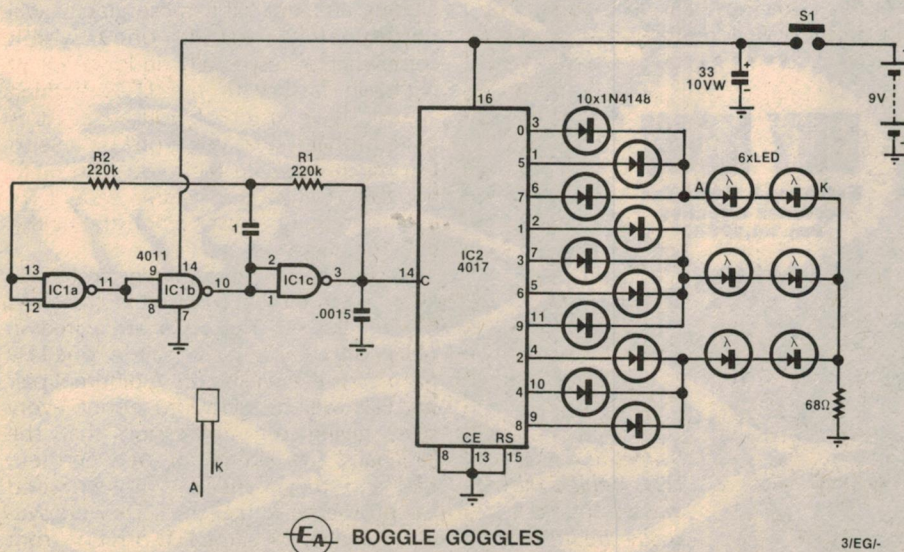 S1
33
10VW
+
−
9V
16
10x1N4148
R2
220k
R1
220k
0 3
5 1
7 6
1 2
3 7
6 5
9 11
2 4
4 10
8 9
6xLED
A
K
λ λ
λ λ
λ λ
1
4011
14
13
12
IC1a
11
9
8
IC1b
10
7
2
1
IC1c
3
14
C
IC2
4017
.0015
68Ω
CE RS
8 13 15
K
A
EA BOGGLE GOGGLES
3/EG/-